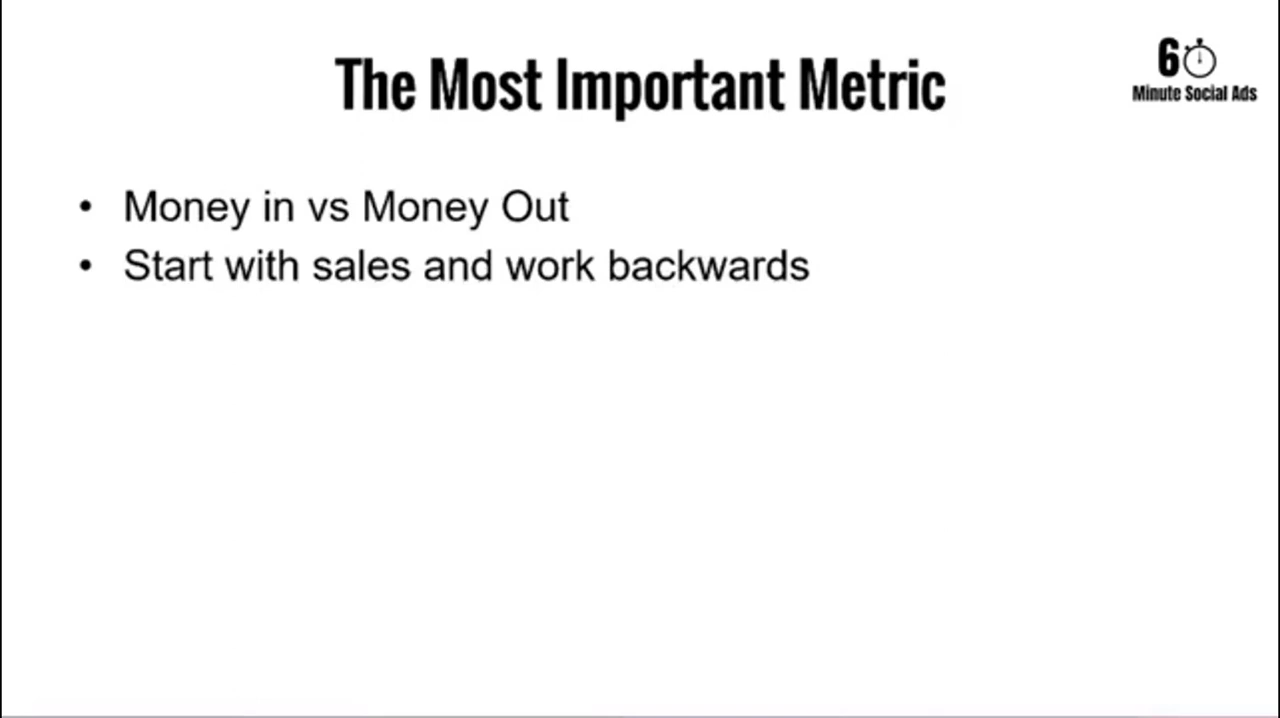 The Most Important Metric
6
Minute Social Ads
• Money in vs Money Out
• Start with sales and work backwards